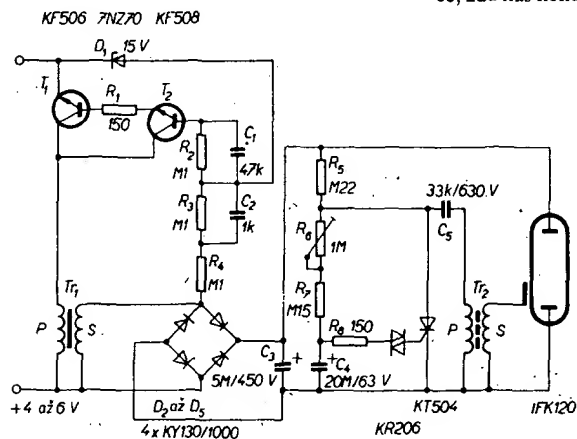 KF506 7NZ70 KF508
D1 15 V
T1
R1
150
T2
R2
M1
C1
47k
R3
M1
C2
1k
R4
M1
R5
M22
33k/630 V
C5
R6
1M
R7
M15
R8 150
Tr1
P S
Tr2
P S
C3 +
5M/450 V
+ C4
20M/63 V
+4 až 6 V
D2 až D5
4 x KY130/1000
KT504
KR206
IFK120